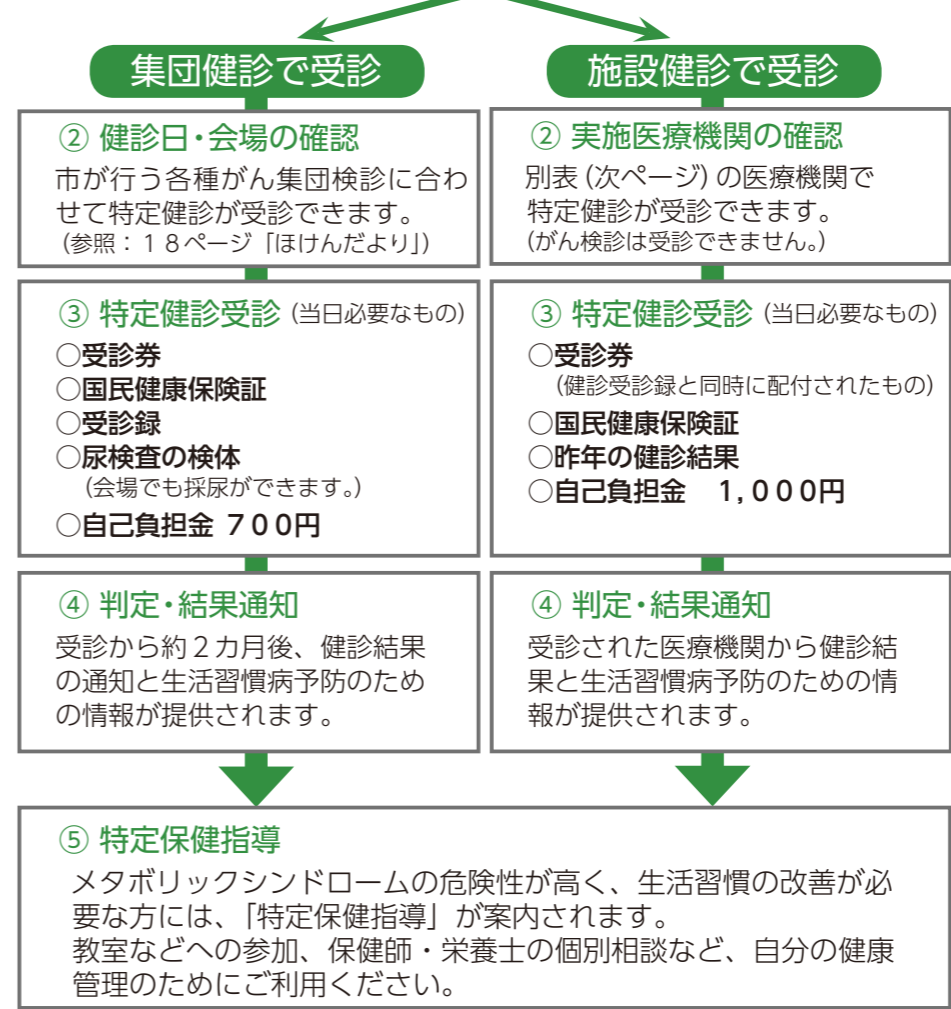 集団健診で受診
② 健診日・会場の確認
市が行う各種がん集団検診に合わ
せて特定健診が受診できます。
(参照：１８ページ「ほけんだより」)
③ 特定健診受診 (当日必要なもの)
○受診券
○国民健康保険証
○受診録
○尿検査の検体
(会場でも採尿ができます。)
○自己負担金 ７００円
④ 判定・結果通知
受診から約２カ月後、健診結果
の通知と生活習慣病予防のため
の情報が提供されます。
施設健診で受診
② 実施医療機関の確認
別表 (次ページ) の医療機関で
特定健診が受診できます。
(がん検診は受診できません。)
③ 特定健診受診 (当日必要なもの)
○受診券
(健診受診録と同時に配付されたもの)
○国民健康保険証
○昨年の健診結果
○自己負担金　１,０００円
④ 判定・結果通知
受診された医療機関から健診結
果と生活習慣病予防のための情
報が提供されます。
⑤ 特定保健指導
メタボリックシンドロームの危険性が高く、生活習慣の改善が必
要な方には、「特定保健指導」が案内されます。
教室などへの参加、保健師・栄養士の個別相談など、自分の健康
管理のためにご利用ください。